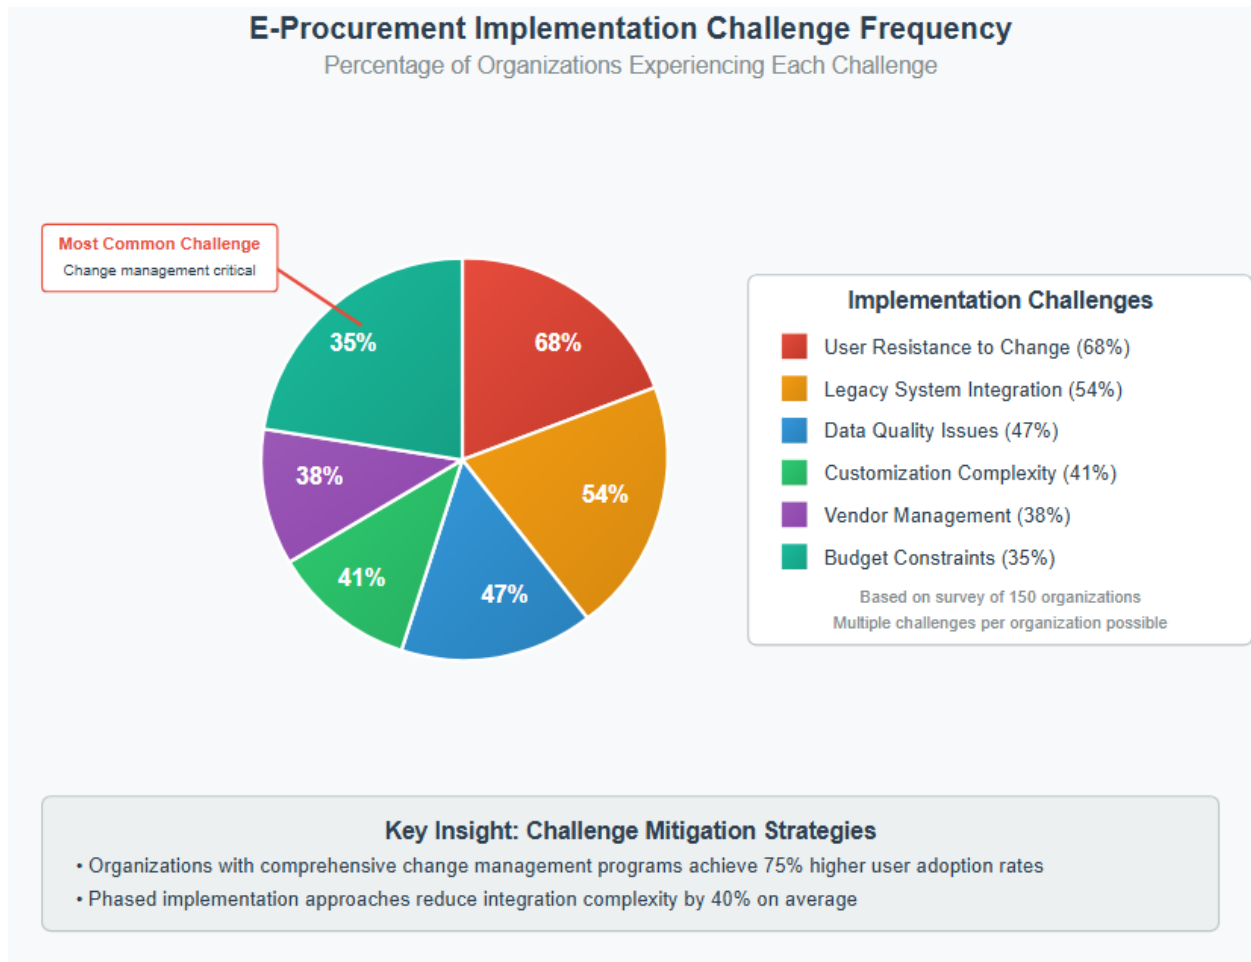 E-Procurement Implementation Challenge Frequency
Percentage of Organizations Experiencing Each Challenge
Most Common Challenge
Change management critical
35%
68%
38%
54%
41%
47%
Implementation Challenges
User Resistance to Change (68%)
Legacy System Integration (54%)
Data Quality Issues (47%)
Customization Complexity (41%)
Vendor Management (38%)
Budget Constraints (35%)
Based on survey of 150 organizations
Multiple challenges per organization possible
Key Insight: Challenge Mitigation Strategies
• Organizations with comprehensive change management programs achieve 75% higher user adoption rates
• Phased implementation approaches reduce integration complexity by 40% on average